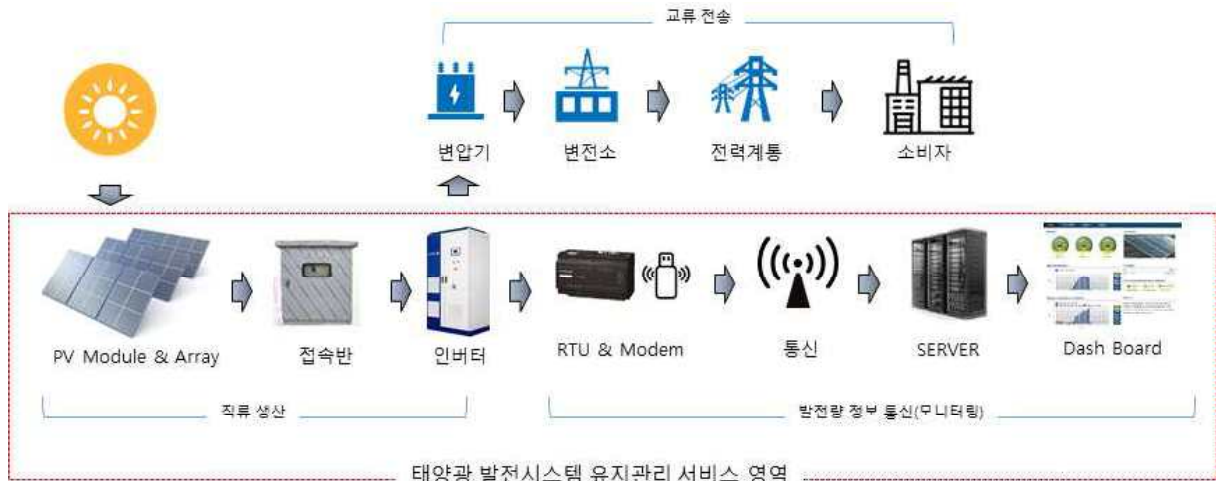 교류 전송
변압기
변전소
전력계통
소비자
PV Module & Array
접속반
인버터
RTU & Modem
통신
SERVER
Dash Board
직류 생산
발전량 정보 통신(모니터링)
태양광 발전시스템 유지관리 서비스 영역